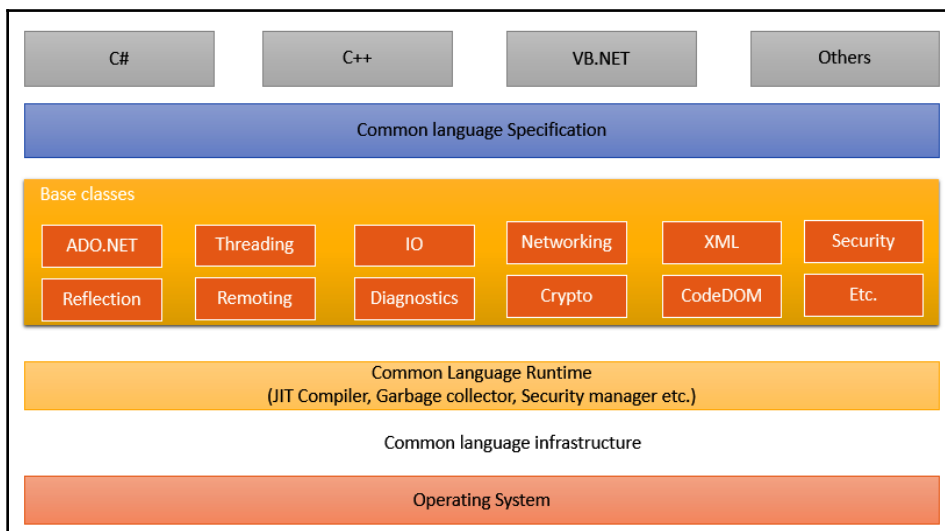 C#
C++
VB.NET
Others
Common language Specification
Base classes
ADO.NET
Threading
IO
Networking
XML
Security
Reflection
Remoting
Diagnostics
Crypto
CodeDOM
Etc.
Common Language Runtime
(JIT Compiler, Garbage collector, Security manager etc.)
Common language infrastructure
Operating System